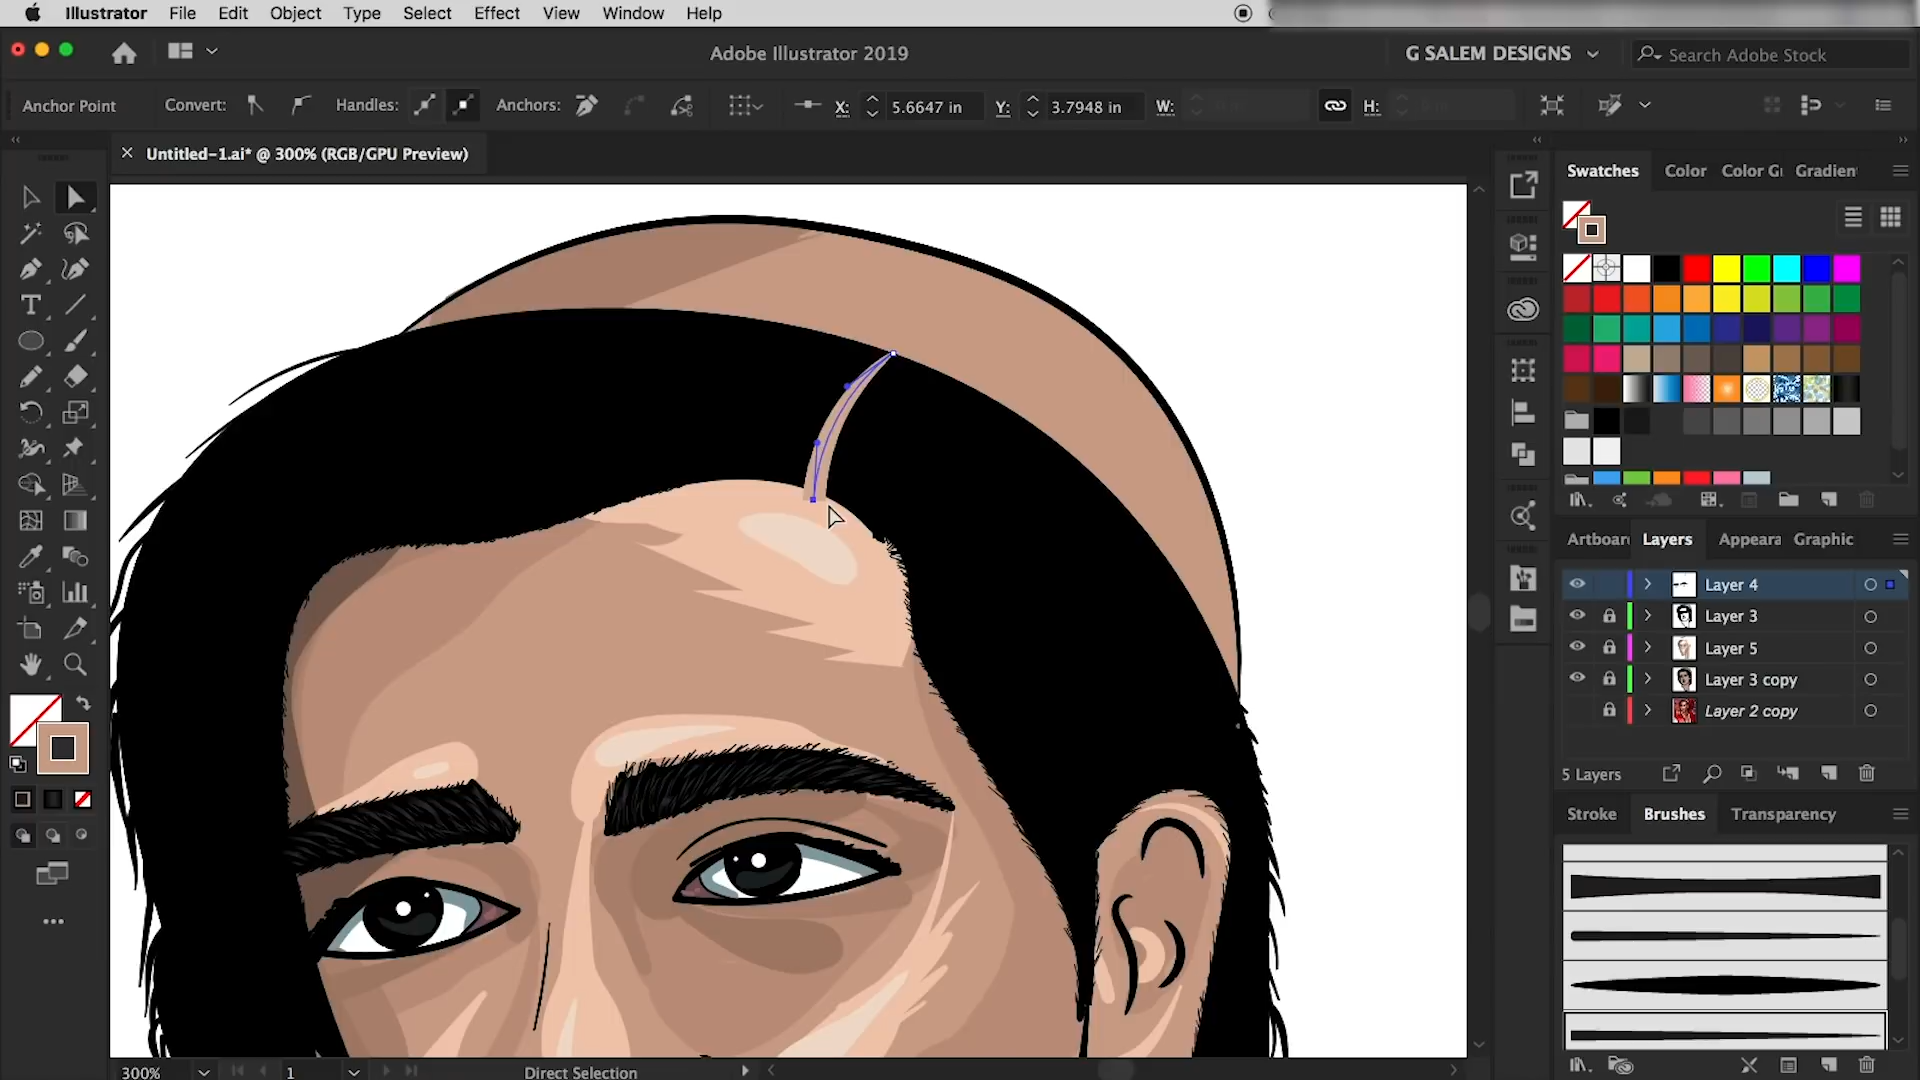 Illustrator File Edit Object Type Select Effect View Window Help
Adobe Illustrator 2019
G SALEM DESIGNS
Search Adobe Stock
Anchor Point
Convert:
Handles:
Anchors:
X: 5.6647 in
Y: 3.7948 in
W:
H:
Untitled-1.ai* @ 300% (RGB/GPU Preview)
Swatches Color Color Gu Gradien
Artboar Layers Appeara Graphic
Layer 4
Layer 3
Layer 5
Layer 3 copy
Layer 2 copy
5 Layers
Stroke Brushes Transparency
300%
1
Direct Selection